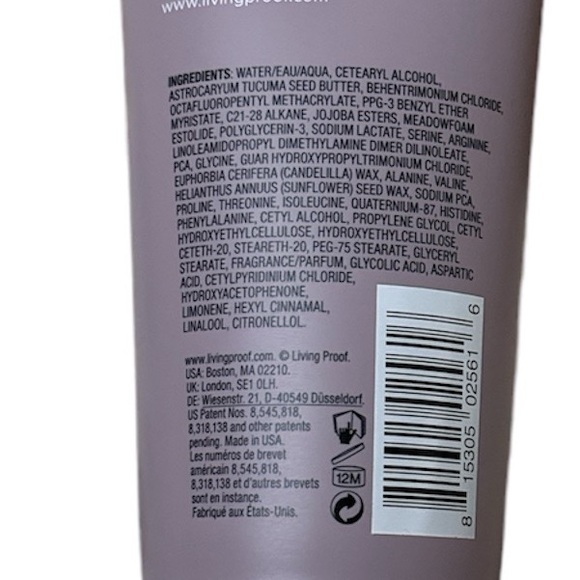 www.livingproof.com
INGREDIENTS: WATER/EAU/AQUA, CETEARYL ALCOHOL,
ASTROCARYUM TUCUMA SEED BUTTER, BEHENTRIMONIUM CHLORIDE,
OCTAFLUOROPENTYL METHACRYLATE, PPG-3 BENZYL ETHER
MYRISTATE, C21-28 ALKANE, JOJOBA ESTERS, MEADOWFOAM
ESTOLIDE, POLYGLYCERIN-3, SODIUM LACTATE, SERINE, ARGININE,
LINOLEAMIDOPROPYL DIMETHYLAMINE DIMER DILINOLEATE,
PCA, GLYCINE, GUAR HYDROXYPROPYLTRIMONIUM CHLORIDE,
EUPHORBIA CERIFERA (CANDELILLA) WAX, ALANINE, VALINE,
HELIANTHUS ANNUUS (SUNFLOWER) SEED WAX, SODIUM PCA,
PROLINE, THREONINE, ISOLEUCINE, QUATERNIUM-87, HISTIDINE,
PHENYLALANINE, CETYL ALCOHOL, PROPYLENE GLYCOL, CETYL
HYDROXYETHYLCELLULOSE, HYDROXYETHYLCELLULOSE,
CETETH-20, STEARETH-20, PEG-75 STEARATE, GLYCERYL
STEARATE, FRAGRANCE/PARFUM, GLYCOLIC ACID, ASPARTIC
ACID, CETYLPYRIDINIUM CHLORIDE,
HYDROXYACETOPHENONE,
LIMONENE, HEXYL CINNAMAL,
LINALOOL, CITRONELLOL.
www.livingproof.com. © Living Proof.
USA: Boston, MA 02210.
UK: London, SE1 0LH.
DE: Wiesenstr. 21, D-40549 Düsseldorf.
US Patent Nos. 8,545,818,
8,318,138 and other patents
pending. Made in USA.
Les numéros de brevet
américain 8,545,818,
8,318,138 et d'autres brevets
sont en instance.
Fabriqué aux États-Unis.
12M
8 15305 02561 6